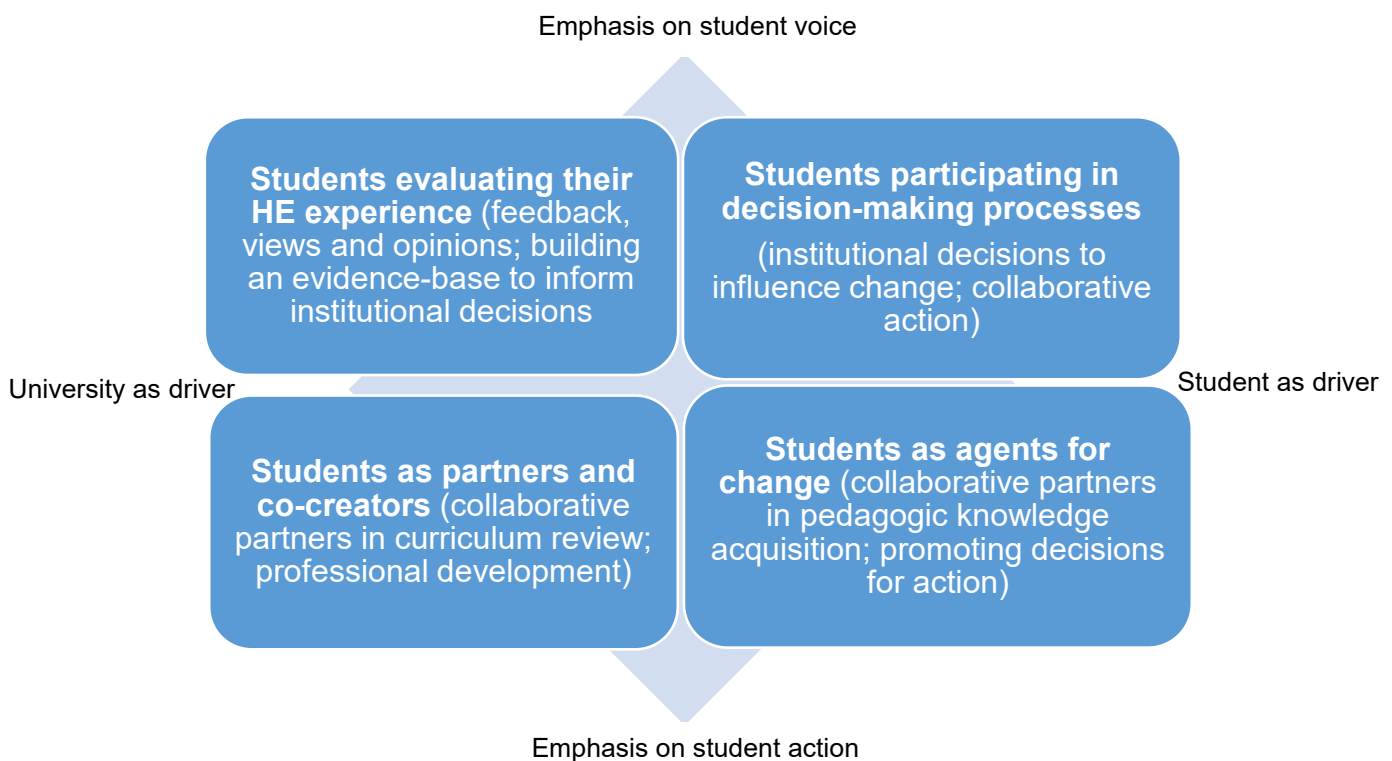 Emphasis on student voice
Students evaluating their
HE experience (feedback,
views and opinions; building
an evidence-base to inform
institutional decisions
Students participating in
decision-making processes
(institutional decisions to
influence change; collaborative
action)
University as driver
Student as driver
Students as partners and
co-creators (collaborative
partners in curriculum review;
professional development)
Students as agents for
change (collaborative partners
in pedagogic knowledge
acquisition; promoting decisions
for action)
Emphasis on student action